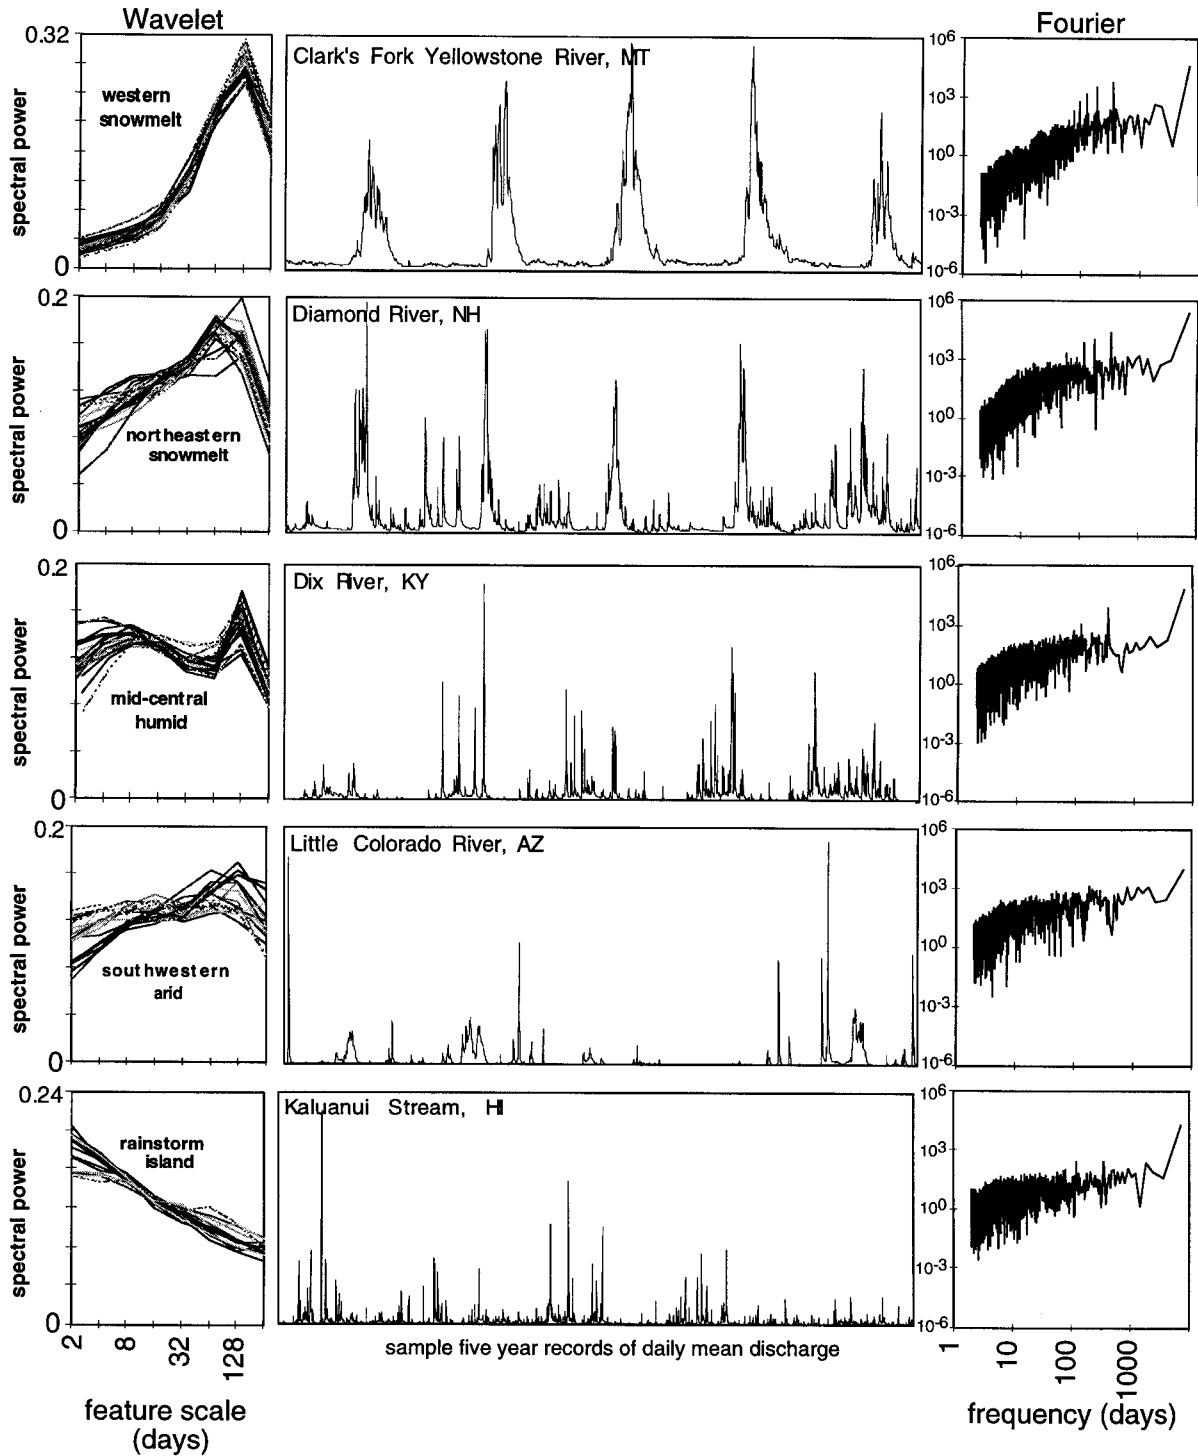 Wavelet
Fourier
0.32
spectral power
0
western
snowmelt
Clark's Fork Yellowstone River, MT
10^6
10^3
10^0
10^-3
10^-6
0.2
spectral power
0
northeastern
snowmelt
Diamond River, NH
10^6
10^3
10^0
10^-3
10^-6
0.2
spectral power
0
mid-central
humid
Dix River, KY
10^6
10^3
10^0
10^-3
10^-6
0.2
spectral power
0
southwestern
arid
Little Colorado River, AZ
10^6
10^3
10^0
10^-3
10^-6
0.24
spectral power
0
rainstorm
island
Kaluanui Stream, HI
10^6
10^3
10^0
10^-3
10^-6
2 8 32 128
feature scale
(days)
sample five year records of daily mean discharge
1 10 100 1000
frequency (days)